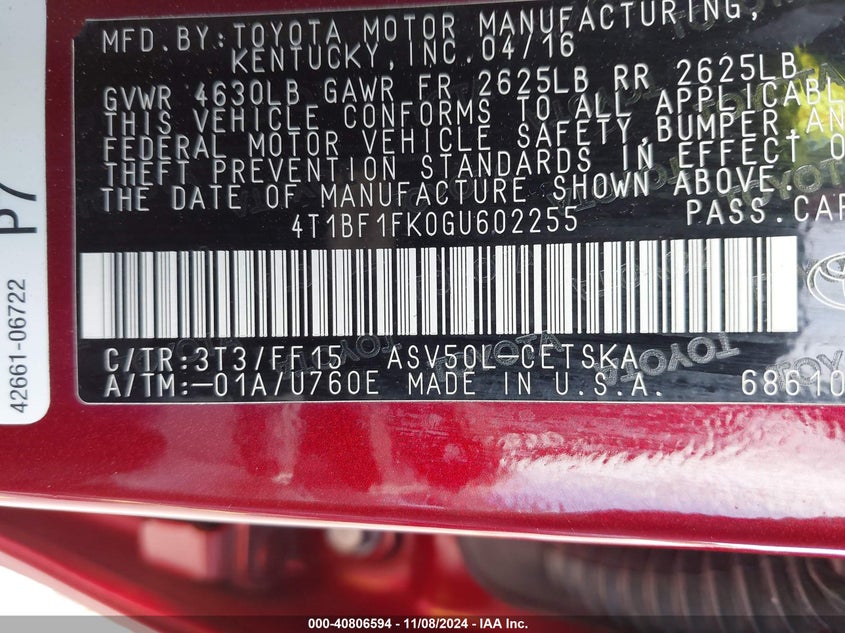 MFD. BY: TOYOTA MOTOR MANUFACTURING,
KENTUCKY, INC. 04/16
GVWR 4630LB GAWR FR 2625LB RR 2625LB
THIS VEHICLE CONFORMS TO ALL APPLICABL
FEDERAL MOTOR VEHICLE SAFETY, BUMPER, AN
THEFT PREVENTION STANDARDS IN EFFECT O
THE DATE OF MANUFACTURE SHOWN ABOVE.
4T1BF1FK0GU602255 PASS.CAR
C/TR:3T3/FF15 ASV50L-CETSKA
A/TM:-01A/U760E MADE IN U.S.A. 68610
P7
42661-06722
TOYOTA
000-40806594 - 11/08/2024 - IAA Inc.